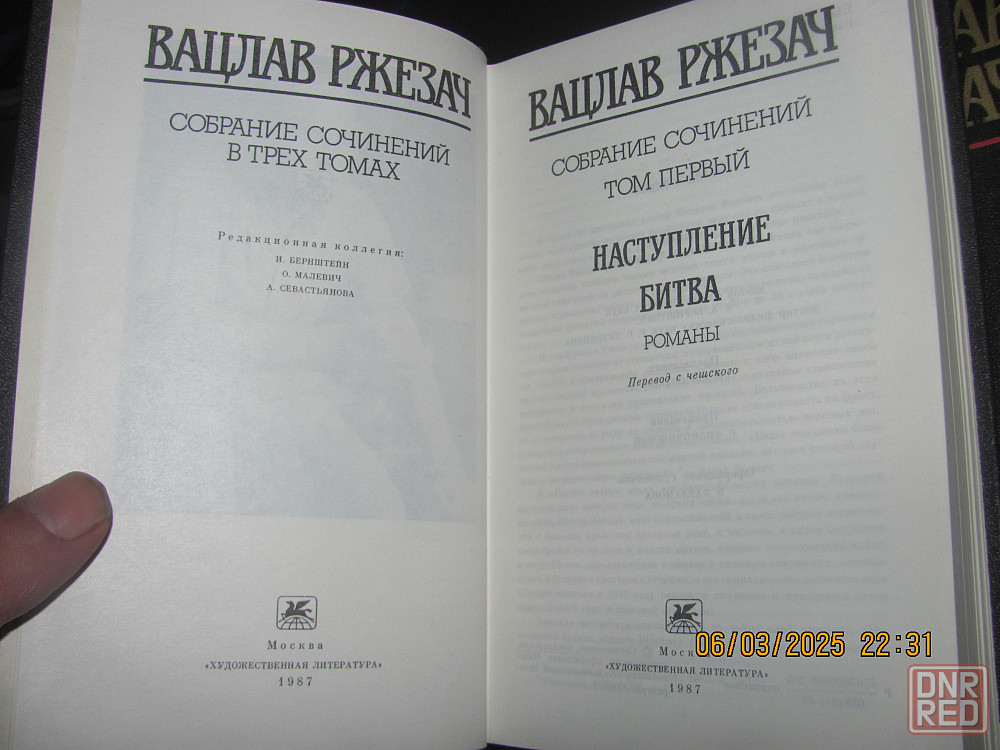 ВАЦЛАВ РЖЕЗАЧ
СОБРАНИЕ СОЧИНЕНИЙ
В ТРЕХ ТОМАХ
Редакционная коллегия:
И. БЕРНШТЕЙН
О. МАЛЕВИЧ
А. СЕВАСТЬЯНОВА
Москва
«ХУДОЖЕСТВЕННАЯ ЛИТЕРАТУРА»
1987
ВАЦЛАВ РЖЕЗАЧ
СОБРАНИЕ СОЧИНЕНИЙ
ТОМ ПЕРВЫЙ
НАСТУПЛЕНИЕ
БИТВА
РОМАНЫ
Перевод с чешского
Москва
«ХУДОЖЕСТВЕННАЯ ЛИТЕРАТУРА»
1987
06/03/2025 22:31
DNR
RED